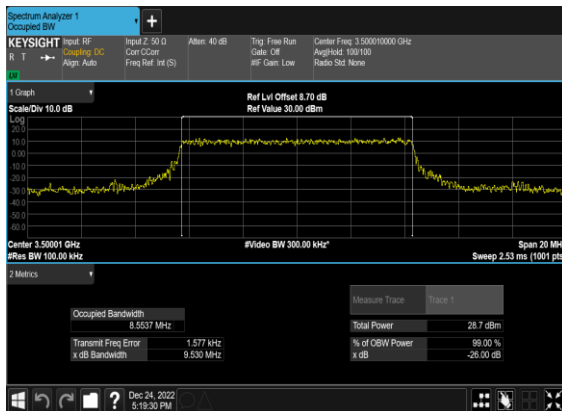 Spectrum Analyzer 1
Occupied BW
KEYSIGHT
R T
Input: RF
Coupling: DC
Align: Auto
Input Z: 50 Ω
Corr CCorr
Freq Ref: Int (S)
Atten: 40 dB
Trig: Free Run
Gate: Off
#IF Gain: Low
Center Freq: 3.500010000 GHz
Avg|Hold: 100/100
Radio Std: None
1 Graph
Scale/Div 10.0 dB
Ref Lvl Offset 8.70 dB
Ref Value 30.00 dBm
Log
20.0
10.0
0.00
-10.0
-20.0
-30.0
-40.0
-50.0
-60.0
Center 3.50001 GHz
#Res BW 100.00 kHz
#Video BW 300.00 kHz*
Span 20 MH
Sweep 2.53 ms (1001 pts
2 Metrics
Measure Trace
Trace 1
Occupied Bandwidth
8.5537 MHz
Total Power 28.7 dBm
Transmit Freq Error 1.577 kHz
% of OBW Power 99.00 %
x dB Bandwidth 9.530 MHz
x dB -26.00 dB
?
Dec 24, 2022
5:19:30 PM